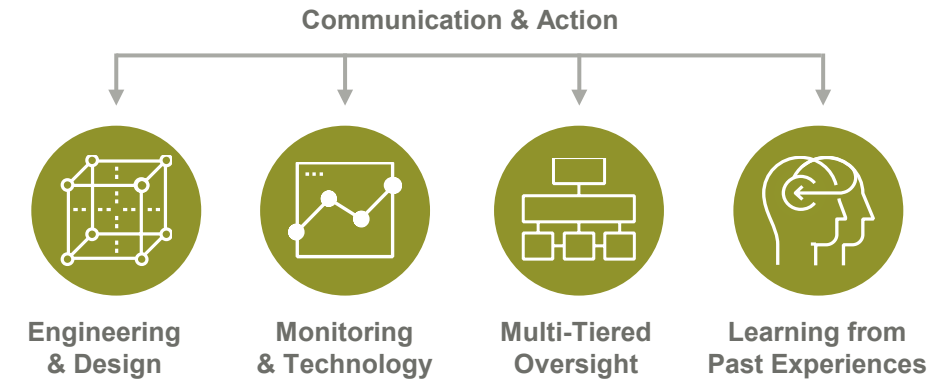 Communication & Action
Engineering
& Design
Monitoring
& Technology
Multi-Tiered
Oversight
Learning from
Past Experiences